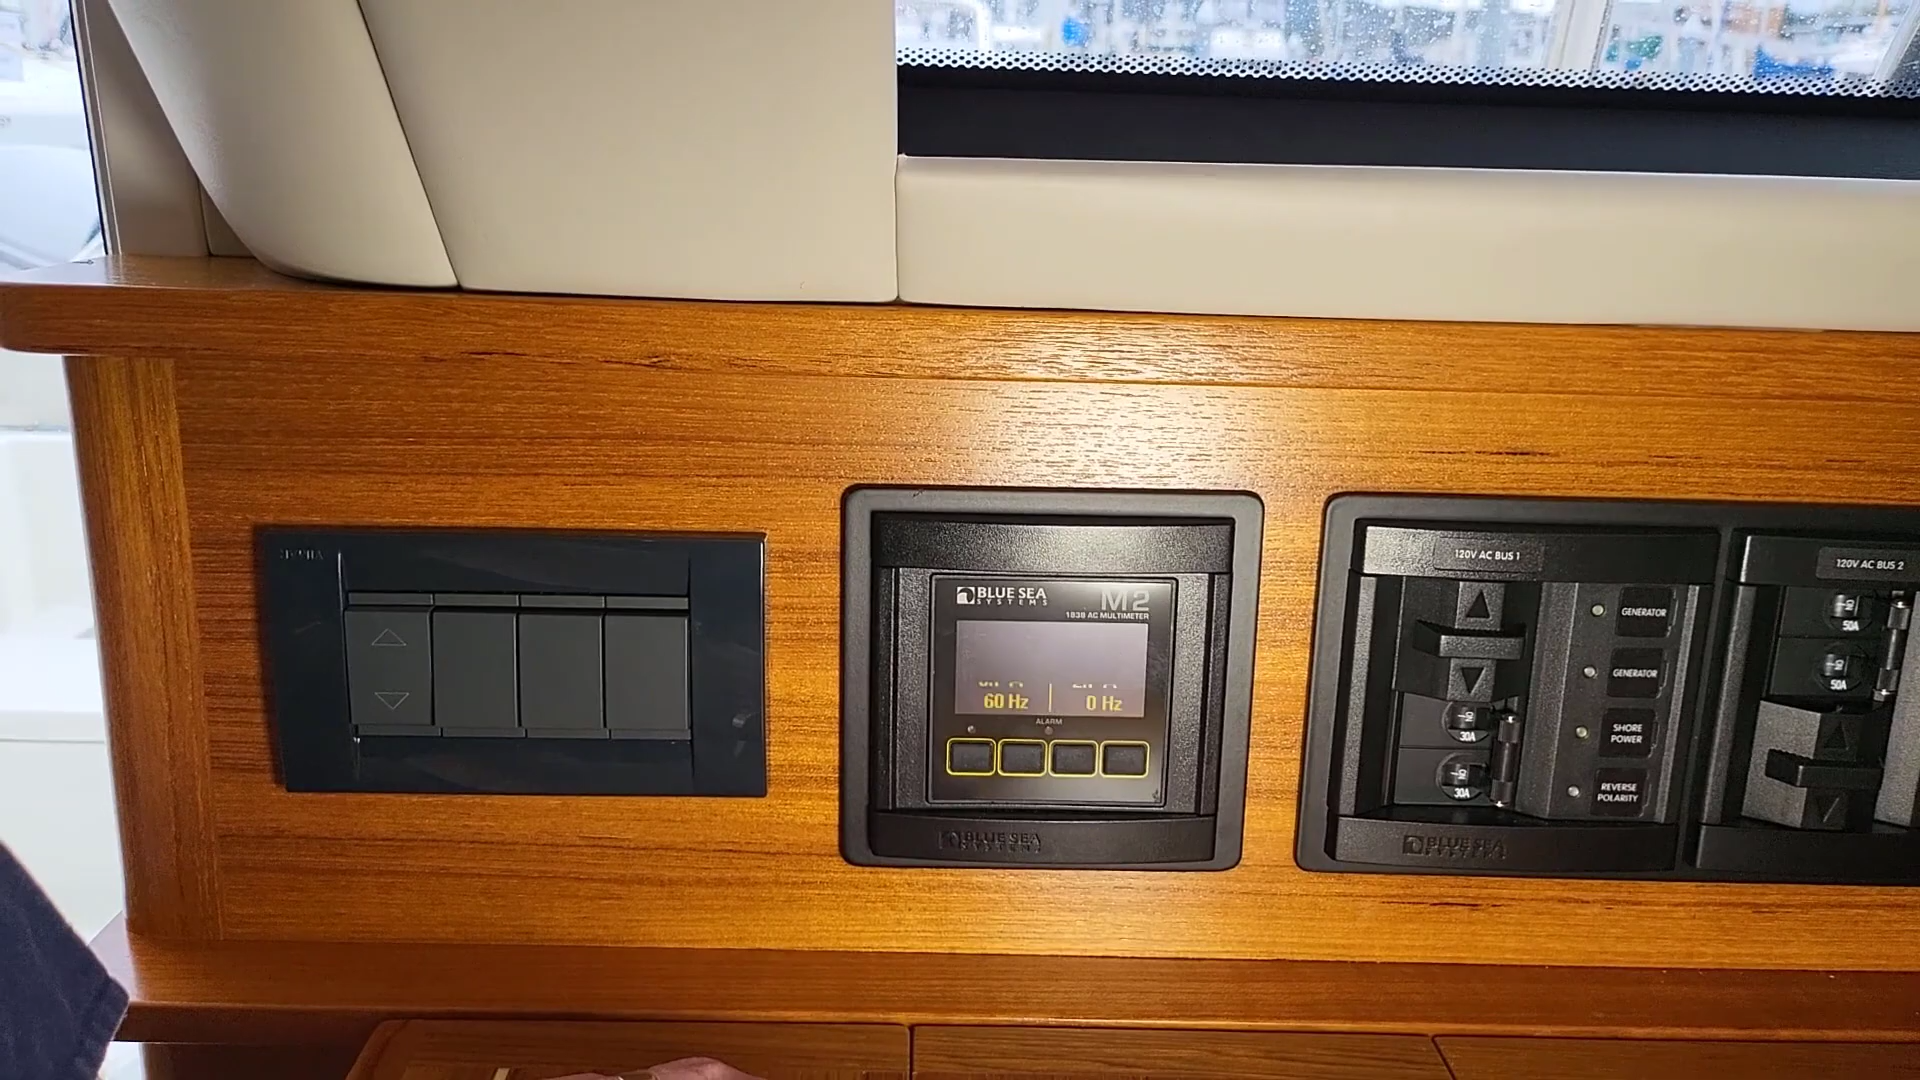 BLUE SEA
SYSTEMS
M2
1838 AC MULTIMETER
60 Hz
0 Hz
ALARM
BLUE SEA
SYSTEMS
120V AC BUS 1
GENERATOR
GENERATOR
SHORE
POWER
REVERSE
POLARITY
30A
30A
BLUE SEA
SYSTEMS
120V AC BUS 2
50A
50A